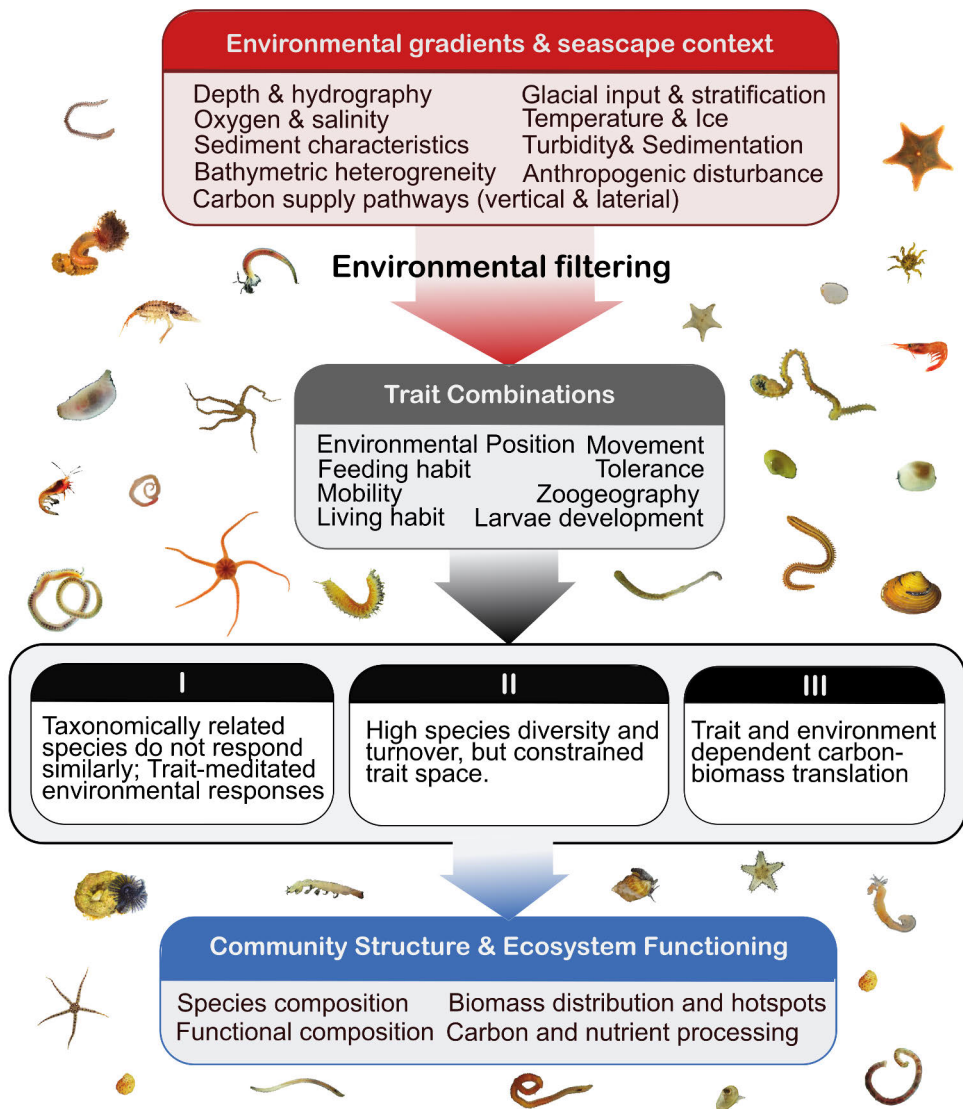 Environmental gradients & seascape context
Depth & hydrography Glacial input & stratification
Oxygen & salinity Temperature & Ice
Sediment characteristics Turbidity& Sedimentation
Bathymetric heterogreneity Anthropogenic disturbance
Carbon supply pathways (vertical & laterial)
Environmental filtering
Trait Combinations
Environmental Position Movement
Feeding habit Tolerance
Mobility Zoogeography
Living habit Larvae development
I
Taxonomically related
species do not respond
similarly; Trait-meditated
environmental responses
II
High species diversity and
turnover, but constrained
trait space.
III
Trait and environment
dependent carbon-
biomass translation
Community Structure & Ecosystem Functioning
Species composition Biomass distribution and hotspots
Functional composition Carbon and nutrient processing